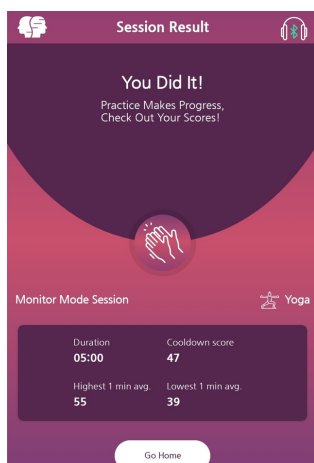 Session Result
You Did It!
Practice Makes Progress,
Check Out Your Scores!
Monitor Mode Session
Yoga
Duration
Cooldown score
05:00
47
Highest 1 min avg.
Lowest 1 min avg.
55
39
Go Home